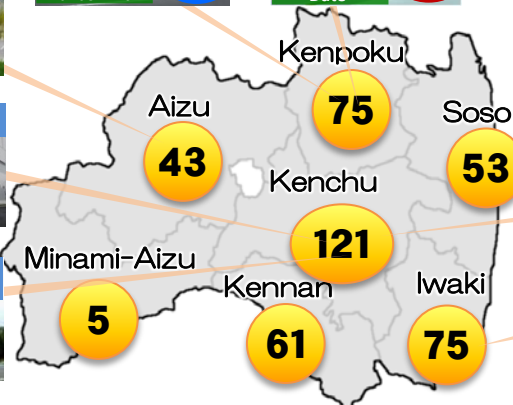 Kenpoku
75
Aizu
43
Soso
53
Kenchu
121
Minami-Aizu
5
Kennan
61
Iwaki
75